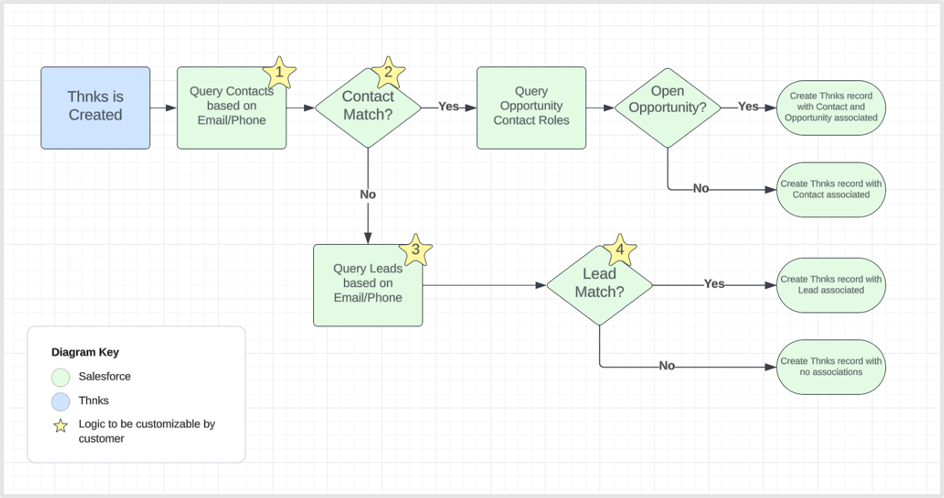 Thnks is
Created
1
Query Contacts
based on
Email/Phone
2
Contact
Match?
Yes
Query
Opportunity
Contact Roles
Open
Opportunity?
Yes
Create Thnks record
with Contact and
Opportunity associated
No
Create Thnks record with
Contact associated
No
3
Query Leads
based on
Email/Phone
4
Lead
Match?
Yes
Create Thnks record with
Lead associated
No
Create Thnks record with
no associations
Diagram Key
Salesforce
Thnks
Logic to be customizable by
customer